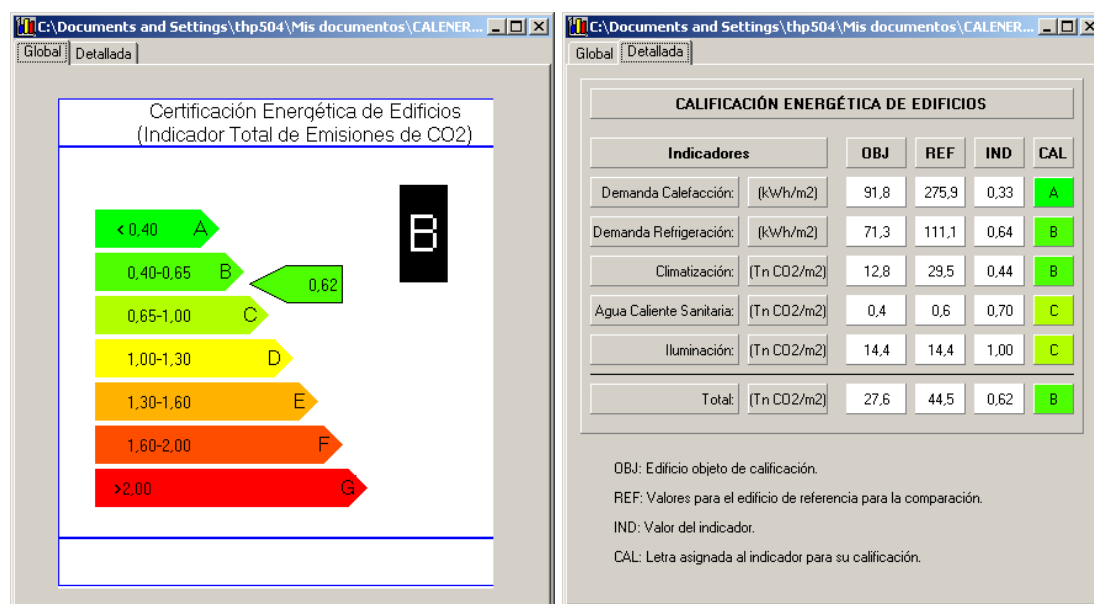 C:\Documents and Settings\thp504\Mis documentos\CALENER...
Global Detallada
Certificación Energética de Edificios
(Indicador Total de Emisiones de CO2)
B
< 0,40 A
0,40-0,65 B
0,62
0,65-1,00 C
1,00-1,30 D
1,30-1,60 E
1,60-2,00 F
>2,00 G
C:\Documents and Settings\thp504\Mis documentos\CALENER...
Global Detallada
CALIFICACIÓN ENERGÉTICA DE EDIFICIOS
Indicadores OBJ REF IND CAL
Demanda Calefacción: (kWh/m2) 91,8 275,9 0,33 A
Demanda Refrigeración: (kWh/m2) 71,3 111,1 0,64 B
Climatización: (Tn CO2/m2) 12,8 29,5 0,44 B
Agua Caliente Sanitaria: (Tn CO2/m2) 0,4 0,6 0,70 C
Iluminación: (Tn CO2/m2) 14,4 14,4 1,00 C
Total: (Tn CO2/m2) 27,6 44,5 0,62 B
OBJ: Edificio objeto de calificación.
REF: Valores para el edificio de referencia para la comparación.
IND: Valor del indicador.
CAL: Letra asignada al indicador para su calificación.